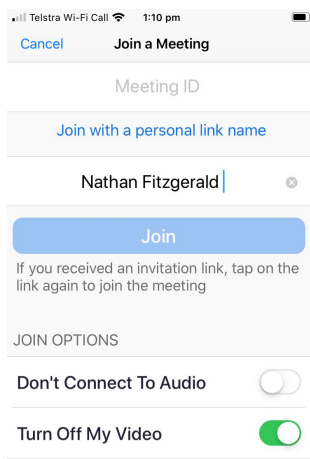 Telstra Wi-Fi Call 1:10 pm
Cancel Join a Meeting
Meeting ID
Join with a personal link name
Nathan Fitzgerald
Join
If you received an invitation link, tap on the
link again to join the meeting
JOIN OPTIONS
Don't Connect To Audio
Turn Off My Video